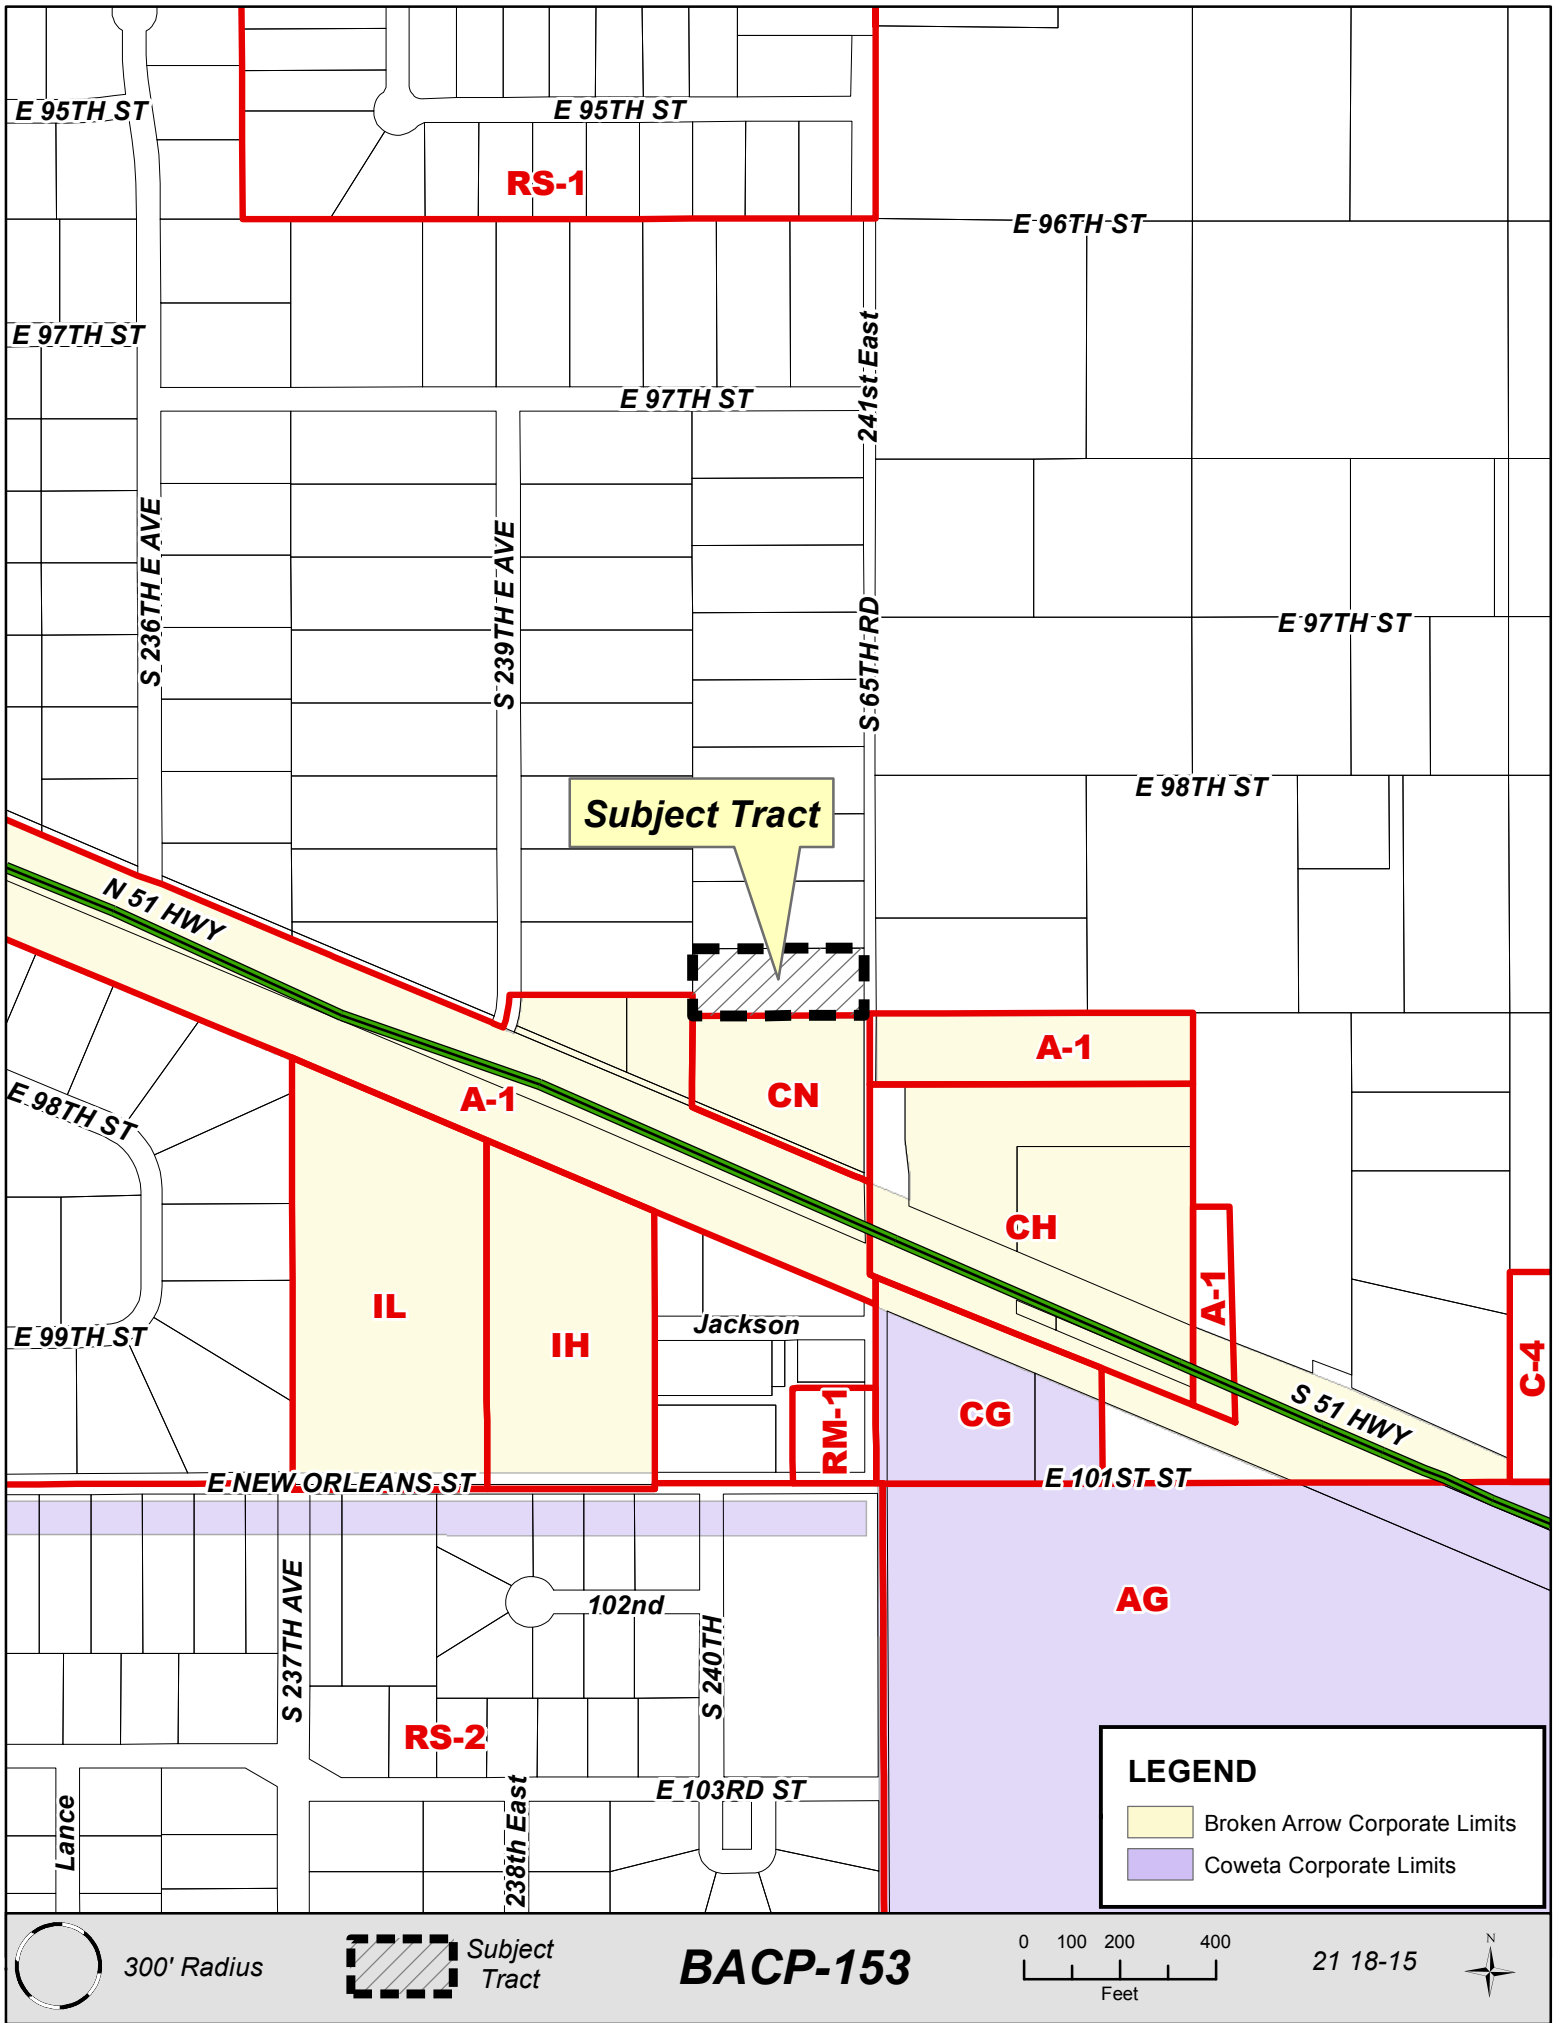 E 95TH ST
E 95TH ST
RS-1
E 96TH ST
E 97TH ST
241st East
E 97TH ST
S 236TH E AVE
S 239TH E AVE
S 65TH RD
E 97TH ST
E 98TH ST
Subject Tract
N 51 HWY
A-1
CN
A-1
E 98TH ST
CH
IL
A-1
Jackson
E 99TH ST
IH
C-4
RM-1
CG
S 51 HWY
E NEW ORLEANS ST
E 101ST ST
102nd
AG
S 237TH AVE
S 240TH
RS-2
E 103RD ST
238th East
Lance
LEGEND
Broken Arrow Corporate Limits
Coweta Corporate Limits
300' Radius
Subject
Tract
BACP-153
0 100 200 400
Feet
21 18-15
N